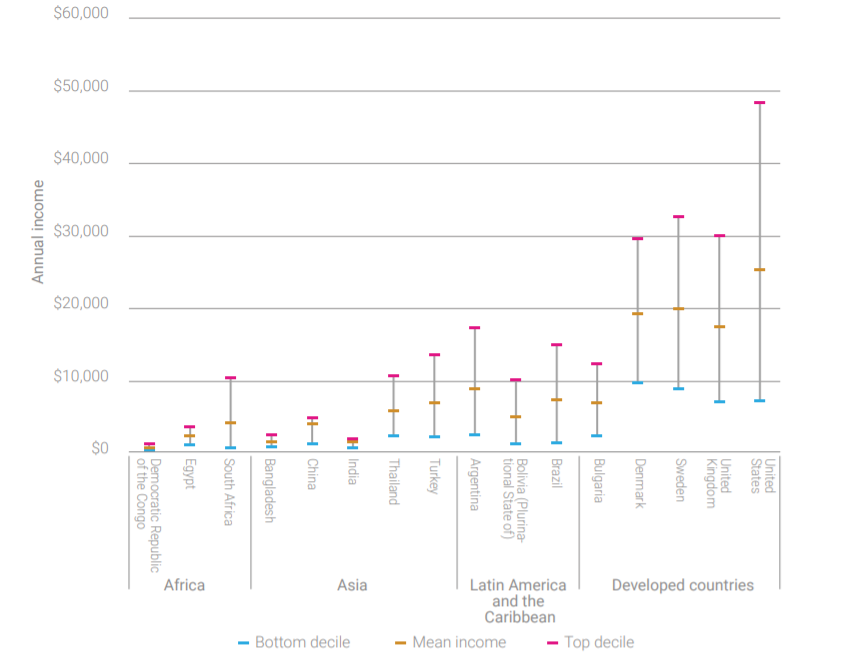 $60,000
$50,000
$40,000
$30,000
$20,000
$10,000
$0
Annual income
Democratic Republic
of the Congo
Egypt
South Africa
Bangladesh
China
India
Thailand
Turkey
Argentina
Bolivia (Plurina-
tional State of)
Brazil
Bulgaria
Denmark
Sweden
United
Kingdom
United
States
Africa
Asia
Latin America
and the
Caribbean
Developed countries
Bottom decile
Mean income
Top decile